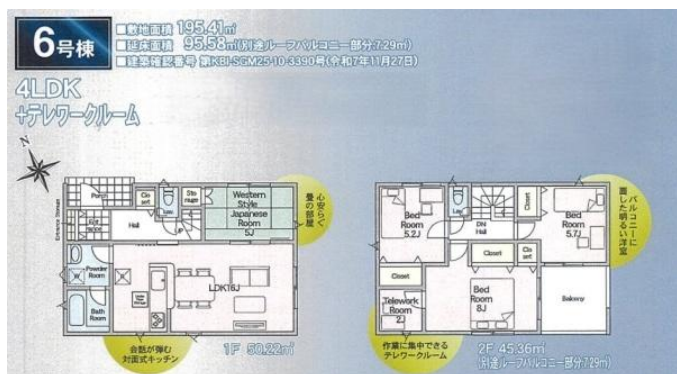 6号棟
■敷地面積 195.41㎡
■延床面積 95.58㎡(別途ルーフバルコニー部分:7.29㎡)
■建築確認番号 第KBI-SGM25-10-3390号(令和7年11月27日)
4LDK
+テレワークルーム
N
Porch
Clo set
Sto rage
Lav
Western Style Japanese Room 5J
心安らぐ
畳の部屋
Entrance Storage
Hall
UP
Powder Room
Bath Room
LDK16J
会話が弾む
対面式キッチン
1F 50.22㎡
Bed Room 5.2J
Lav
DN
Hall
Closet
Bed Room 5.7J
バルコニーに
面した明るい洋室
Closet
Closet
Clo set
Telework Room 2J
Bed Room 8J
Balcony
作業に集中できる
テレワークルーム
2F 45.36㎡
(別途ルーフバルコニー部分:7.29㎡)